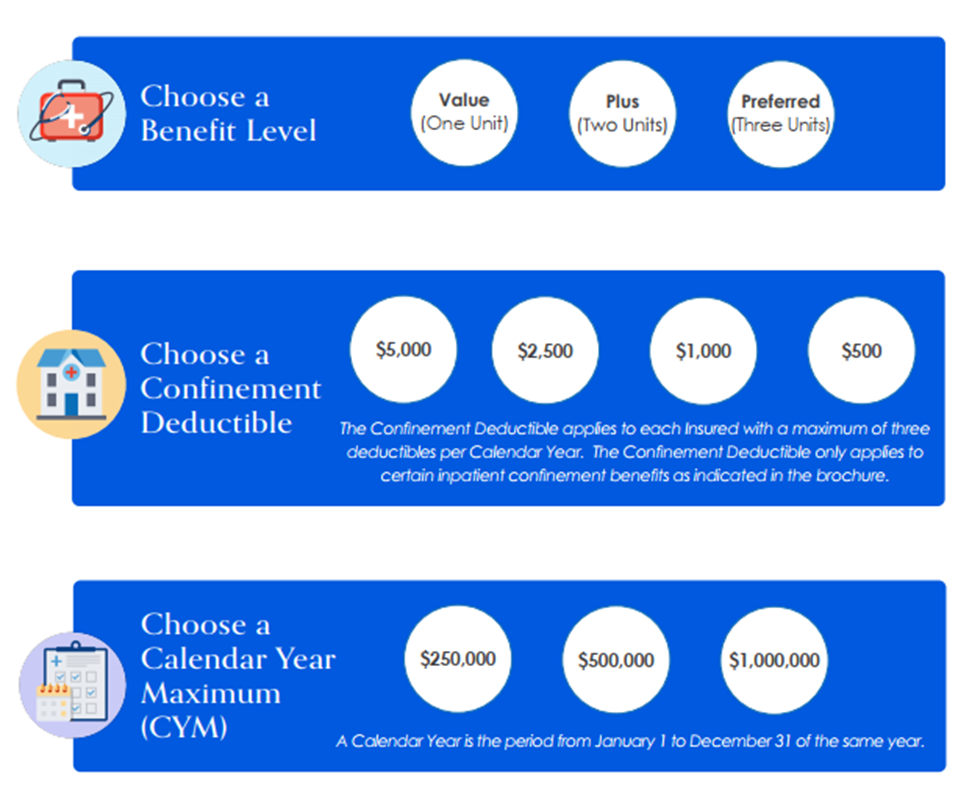 Choose a
Benefit Level
Value
(One Unit)
Plus
(Two Units)
Preferred
(Three Units)
Choose a
Confinement
Deductible
$5,000
$2,500
$1,000
$500
The Confinement Deductible applies to each Insured with a maximum of three
deductibles per Calendar Year. The Confinement Deductible only applies to
certain inpatient confinement benefits as indicated in the brochure.
Choose a
Calendar Year
Maximum
(CYM)
$250,000
$500,000
$1,000,000
A Calendar Year is the period from January 1 to December 31 of the same year.